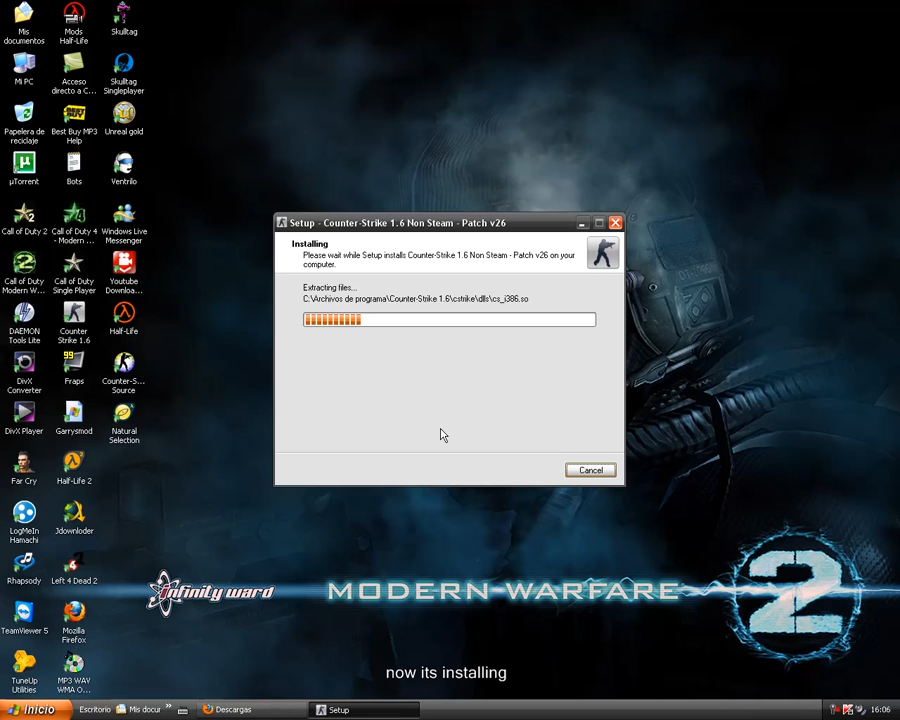 Mis
documentos
Mods
Half-Life
Skulltag
Mi PC
Acceso
directo a C...
Skulltag
Singleplayer
Papelera de
reciclaje
Best Buy MP3
Help
Unreal gold
µTorrent
Bots
Ventrilo
Call of Duty 2
Call of Duty 4
- Modern ...
Windows Live
Messenger
Call of Duty
Modern W...
Call of Duty
Single Player
Youtube
Downloa...
DAEMON
Tools Lite
Counter
Strike 1.6
Half-Life
DivX
Converter
99
Fraps
Counter-S...
Source
DivX Player
Garrysmod
Natural
Selection
Far Cry
Half-Life 2
LogMeIn
Hamachi
Jdownloder
Rhapsody
Left 4 Dead 2
TeamViewer 5
Mozilla
Firefox
TuneUp
Utilities
MP3 WAV
WMA O...
Setup - Counter-Strike 1.6 Non Steam - Patch v26
Installing
Please wait while Setup installs Counter-Strike 1.6 Non Steam - Patch v26 on your
computer.
Extracting files...
C:\Archivos de programa\Counter-Strike 1.6\cstrike\dlls\cs_i386.so
Cancel
infinity ward
MODERN WARFARE
2
now its installing
Inicio
Escritorio
Mis docur
»
Descargas
Setup
16:06